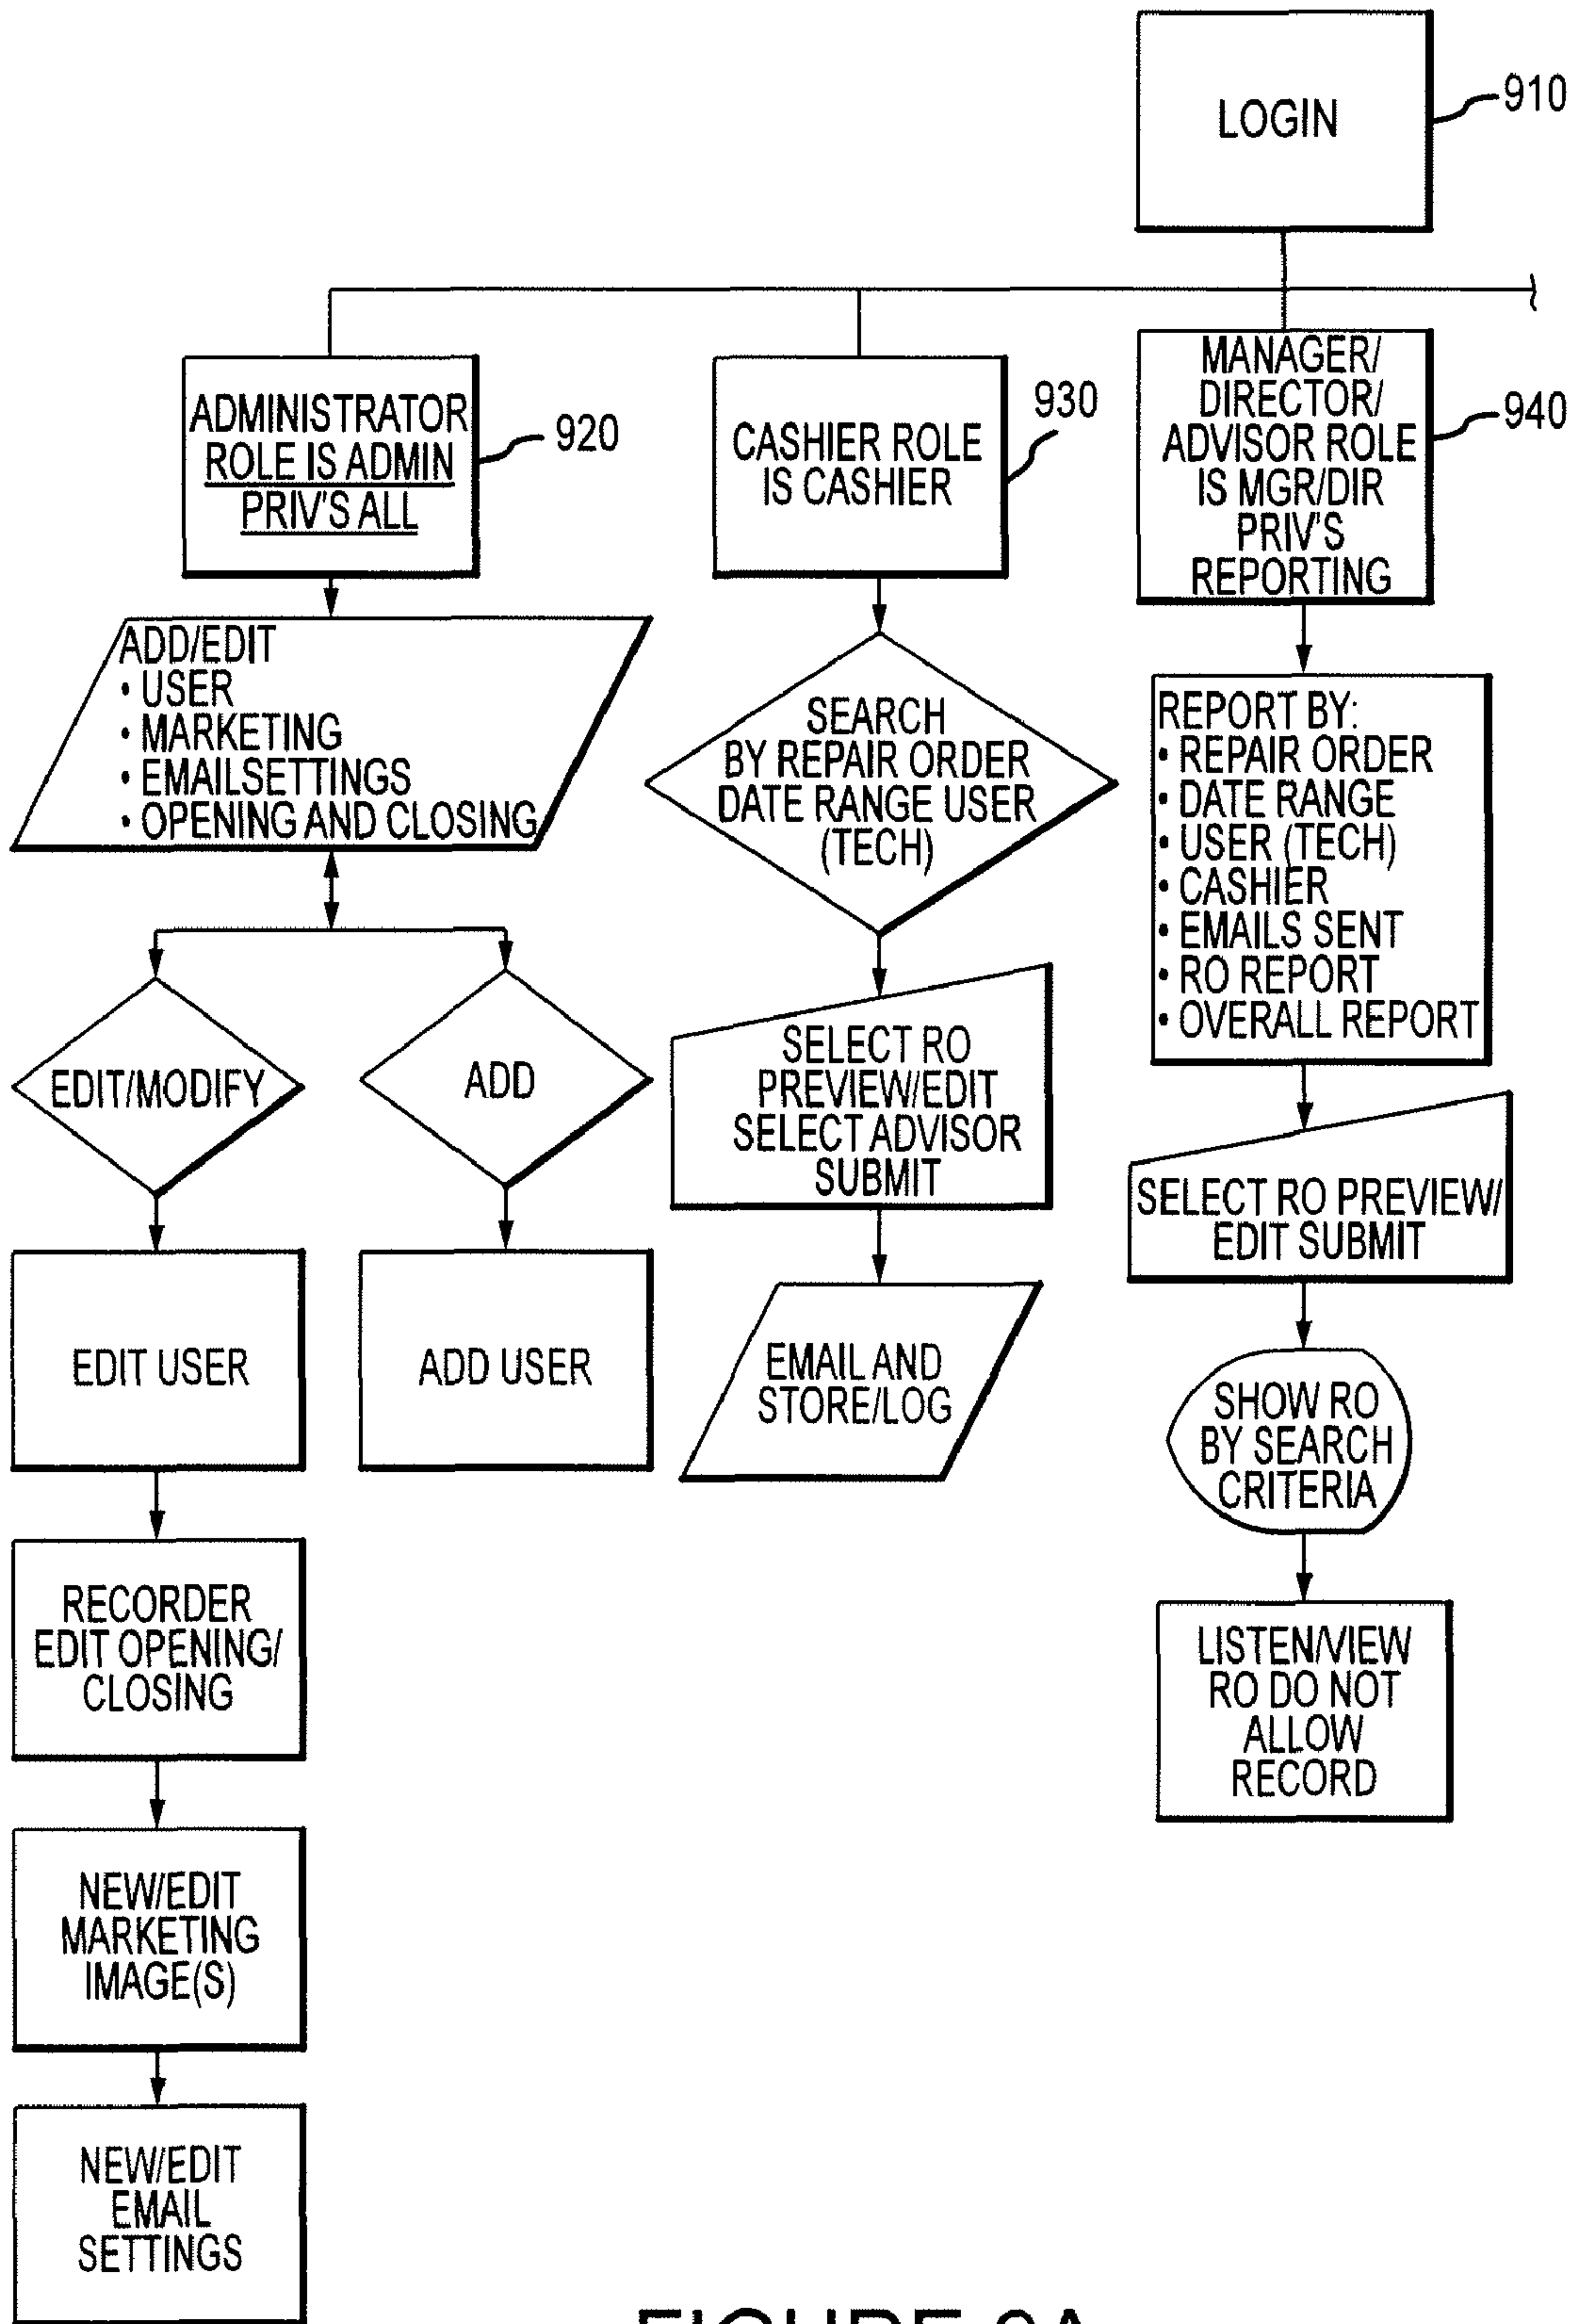 LOGIN
910
ADMINISTRATOR
ROLE IS ADMIN
PRIV'S ALL
920
CASHIER ROLE
IS CASHIER
930
MANAGER/
DIRECTOR/
ADVISOR ROLE
IS MGR/DIR
PRIV'S
REPORTING
940
ADD/EDIT
• USER
• MARKETING
• EMAILSETTINGS
• OPENING AND CLOSING
SEARCH
BY REPAIR ORDER
DATE RANGE USER
(TECH)
REPORT BY:
• REPAIR ORDER
• DATE RANGE
• USER (TECH)
• CASHIER
• EMAILS SENT
• RO REPORT
• OVERALL REPORT
EDIT/MODIFY
ADD
SELECT RO
PREVIEW/EDIT
SELECT ADVISOR
SUBMIT
SELECT RO PREVIEW/
EDIT SUBMIT
EDIT USER
ADD USER
EMAIL AND
STORE/LOG
SHOW RO
BY SEARCH
CRITERIA
RECORDER
EDIT OPENING/
CLOSING
LISTEN/VIEW
RO DO NOT
ALLOW
RECORD
NEW/EDIT
MARKETING
IMAGE(S)
NEW/EDIT
EMAIL
SETTINGS
FIGURE 9A